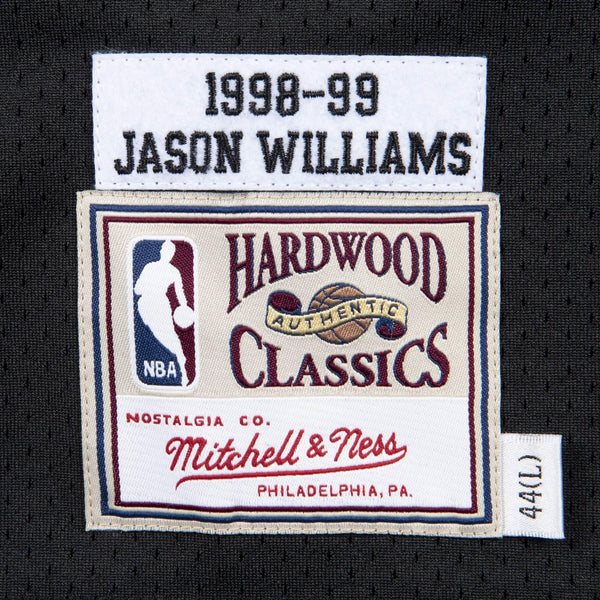 1998-99
JASON WILLIAMS
HARDWOOD
AUTHENTIC
CLASSICS
NBA
NOSTALGIA CO.
Mitchell & Ness
PHILADELPHIA, PA.
44(L)